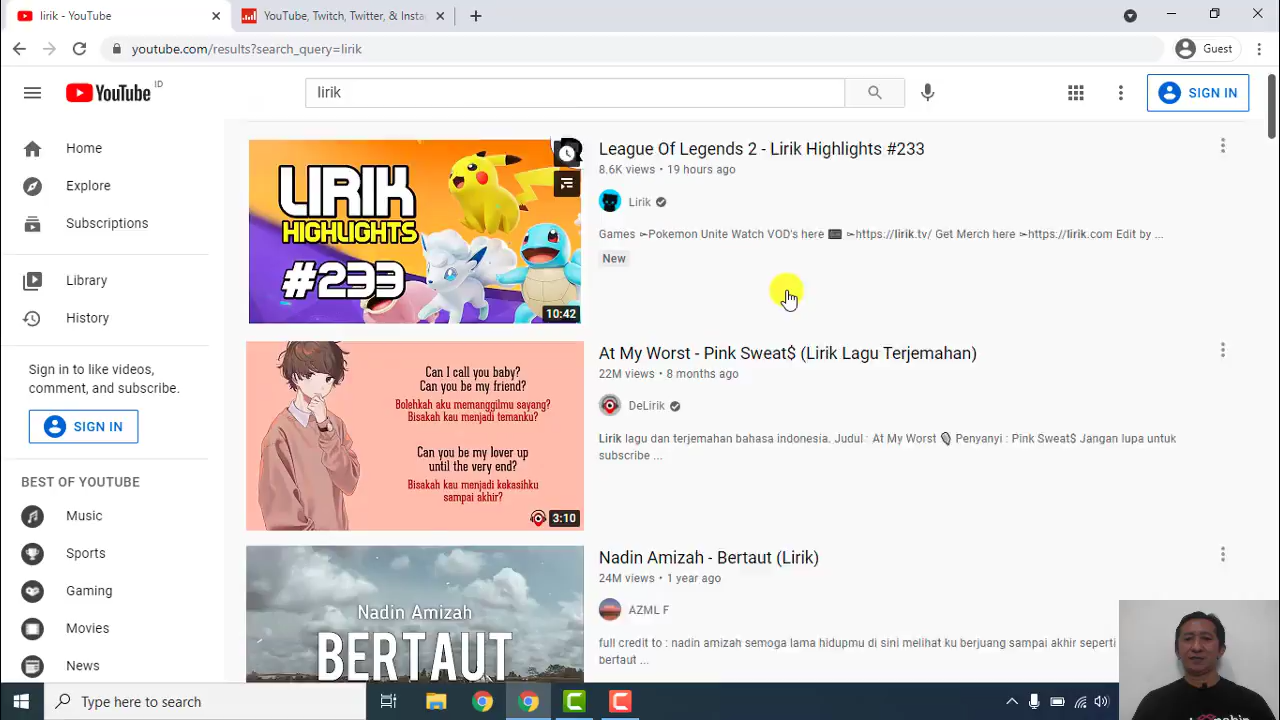 lirik - YouTube
YouTube, Twitch, Twitter, & Insta
youtube.com/results?search_query=lirik
Guest
YouTube ID
lirik
SIGN IN
Home
Explore
Subscriptions
Library
History
Sign in to like videos,
comment, and subscribe.
SIGN IN
BEST OF YOUTUBE
Music
Sports
Gaming
Movies
News
LIRIK
HIGHLIGHTS
#233
10:42
League Of Legends 2 - Lirik Highlights #233
8.6K views • 19 hours ago
Lirik
Games ➳Pokemon Unite Watch VOD's here ➳https://lirik.tv/ Get Merch here ➳https://lirik.com Edit by ...
New
Can I call you baby?
Can you be my friend?
Bolehkah aku memanggilmu sayang?
Bisakah kau menjadi temanku?
Can you be my lover up
until the very end?
Bisakah kau menjadi kekasihku
sampai akhir?
3:10
At My Worst - Pink Sweat$ (Lirik Lagu Terjemahan)
22M views • 8 months ago
DeLirik
Lirik lagu dan terjemahan bahasa indonesia. Judul : At My Worst Penyanyi : Pink Sweat$ Jangan lupa untuk
subscribe ...
Nadin Amizah
BERTAUT
Nadin Amizah - Bertaut (Lirik)
24M views • 1 year ago
AZML F
full credit to : nadin amizah semoga lama hidupmu di sini melihat ku berjuang sampai akhir seperti
bertaut ...
Type here to search